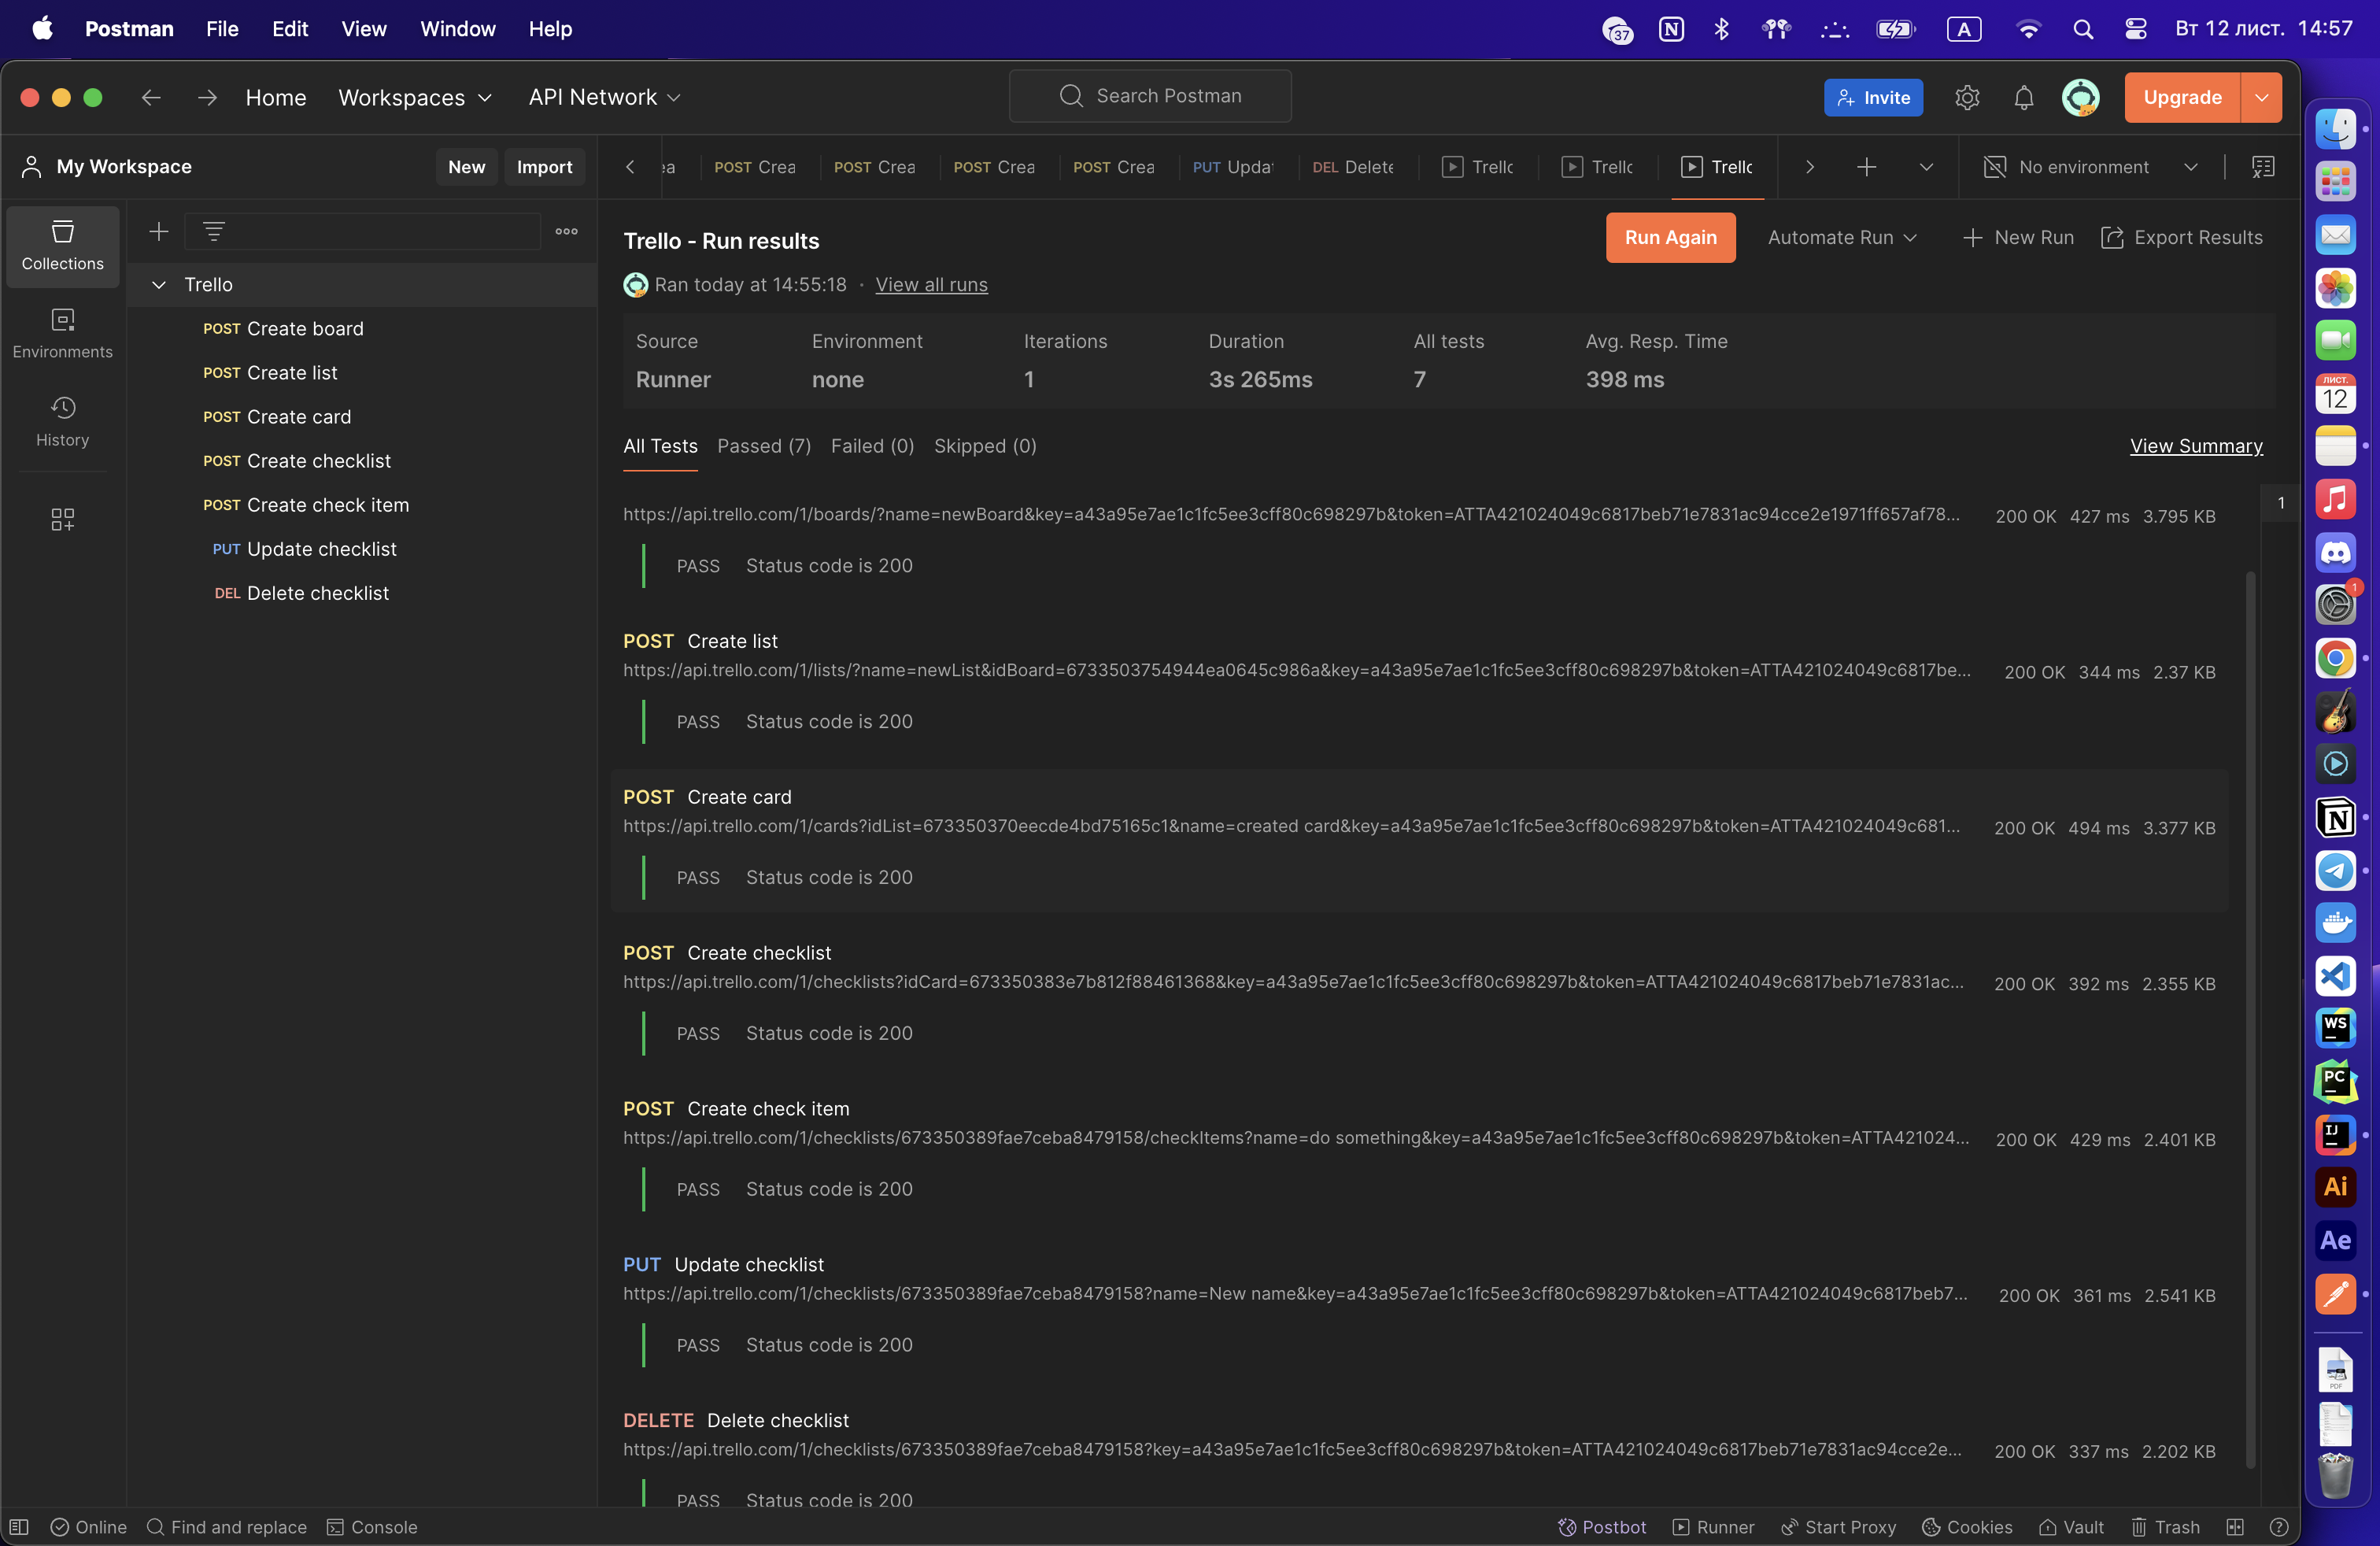 Postman File Edit View Window Help
37 A Вт 12 лист. 14:57
Home Workspaces API Network
Search Postman
Invite Upgrade
My Workspace New Import
ea POST Crea POST Crea POST Crea POST Crea PUT Upda DEL Delete Trello Trello Trello No environment
Collections
Environments
History
Trello
POST Create board
POST Create list
POST Create card
POST Create checklist
POST Create check item
PUT Update checklist
DEL Delete checklist
Trello - Run results
Run Again Automate Run New Run Export Results
Ran today at 14:55:18 · View all runs
Source Environment Iterations Duration All tests Avg. Resp. Time
Runner none 1 3s 265ms 7 398 ms
All Tests Passed (7) Failed (0) Skipped (0) View Summary
1
https://api.trello.com/1/boards/?name=newBoard&key=a43a95e7ae1c1fc5ee3cff80c698297b&token=ATTA421024049c6817beb71e7831ac94cce2e1971ff657af78... 200 OK 427 ms 3.795 KB
PASS Status code is 200
POST Create list
https://api.trello.com/1/lists/?name=newList&idBoard=6733503754944ea0645c986a&key=a43a95e7ae1c1fc5ee3cff80c698297b&token=ATTA421024049c6817be... 200 OK 344 ms 2.37 KB
PASS Status code is 200
POST Create card
https://api.trello.com/1/cards?idList=673350370eecde4bd75165c1&name=created card&key=a43a95e7ae1c1fc5ee3cff80c698297b&token=ATTA421024049c681... 200 OK 494 ms 3.377 KB
PASS Status code is 200
POST Create checklist
https://api.trello.com/1/checklists?idCard=673350383e7b812f88461368&key=a43a95e7ae1c1fc5ee3cff80c698297b&token=ATTA421024049c6817beb71e7831ac... 200 OK 392 ms 2.355 KB
PASS Status code is 200
POST Create check item
https://api.trello.com/1/checklists/673350389fae7ceba8479158/checkItems?name=do something&key=a43a95e7ae1c1fc5ee3cff80c698297b&token=ATTA421024... 200 OK 429 ms 2.401 KB
PASS Status code is 200
PUT Update checklist
https://api.trello.com/1/checklists/673350389fae7ceba8479158?name=New name&key=a43a95e7ae1c1fc5ee3cff80c698297b&token=ATTA421024049c6817beb7... 200 OK 361 ms 2.541 KB
PASS Status code is 200
DELETE Delete checklist
https://api.trello.com/1/checklists/673350389fae7ceba8479158?key=a43a95e7ae1c1fc5ee3cff80c698297b&token=ATTA421024049c6817beb71e7831ac94cce2e... 200 OK 337 ms 2.202 KB
PASS Status code is 200
Online Find and replace Console Postbot Runner Start Proxy Cookies Vault Trash
ЛИСТ.
12
1
WS
PC
IJ
Ai
Ae
PDF